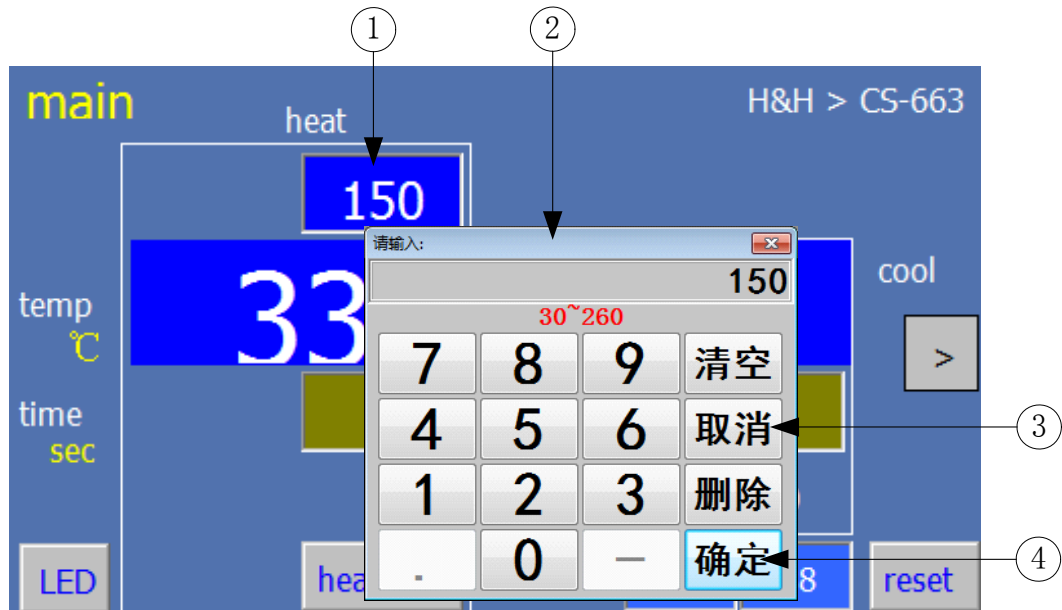 1 2
main H&H > CS-663
heat
150
请输入:
150
30~260
33
temp
℃
cool
>
7 8 9 清空
time
sec
4 5 6 取消 3
1 2 3 删除
. 0 — 确定 4
LED hea 8 reset